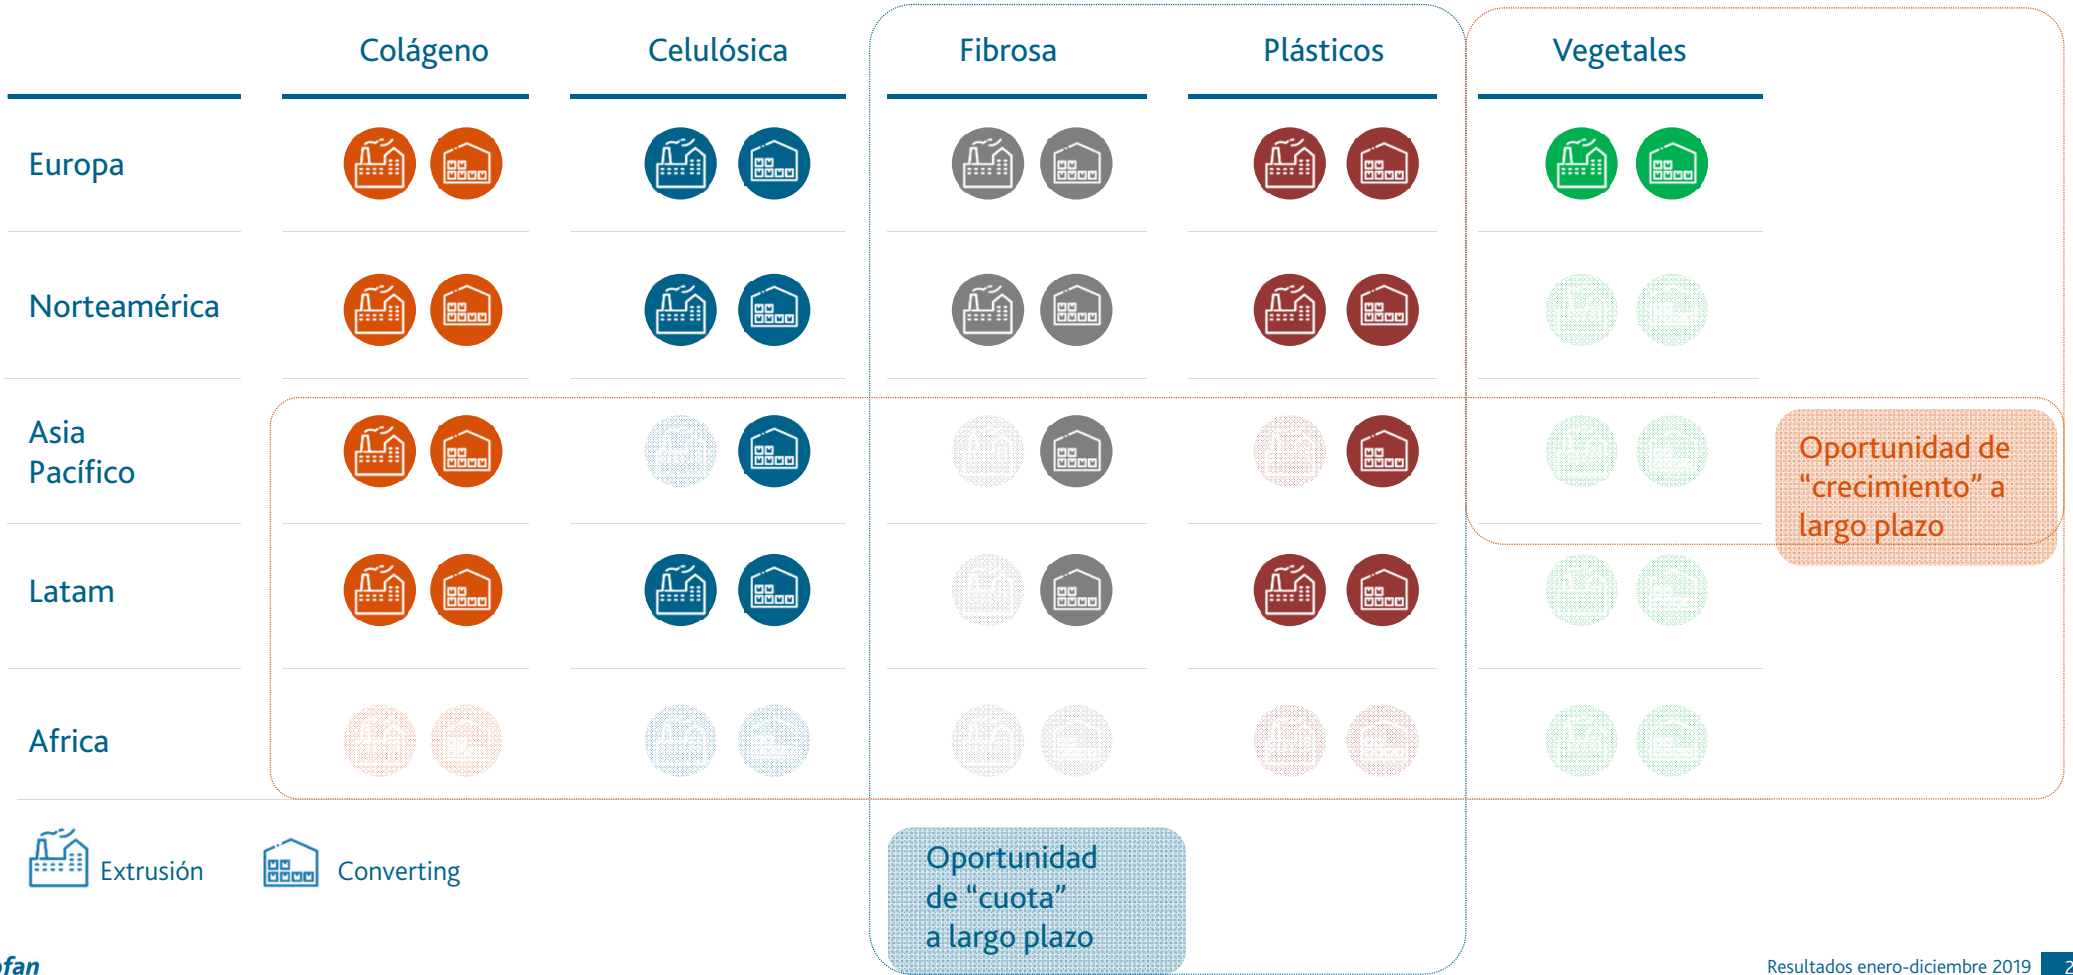 Colágeno
Celulósica
Fibrosa
Plásticos
Vegetales
Europa
Norteamérica
Asia
Pacífico
Oportunidad de
“crecimiento” a
largo plazo
Latam
Africa
Extrusión
Converting
Oportunidad
de “cuota”
a largo plazo
Resultados enero-diciembre 2019